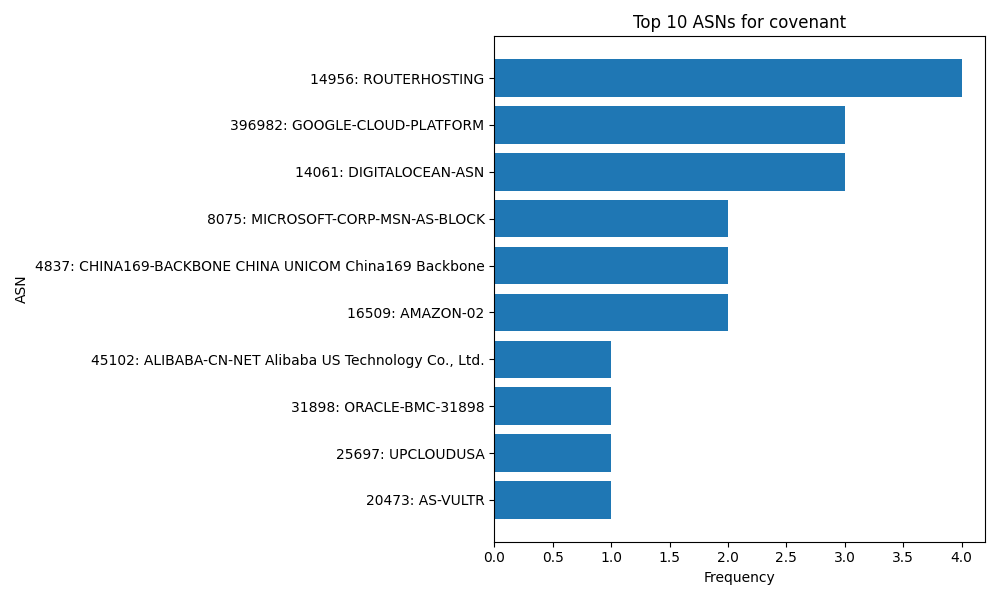 Top 10 ASNs for covenant
ASN
14956: ROUTERHOSTING
396982: GOOGLE-CLOUD-PLATFORM
14061: DIGITALOCEAN-ASN
8075: MICROSOFT-CORP-MSN-AS-BLOCK
4837: CHINA169-BACKBONE CHINA UNICOM China169 Backbone
16509: AMAZON-02
45102: ALIBABA-CN-NET Alibaba US Technology Co., Ltd.
31898: ORACLE-BMC-31898
25697: UPCLOUDUSA
20473: AS-VULTR
0.0 0.5 1.0 1.5 2.0 2.5 3.0 3.5 4.0
Frequency